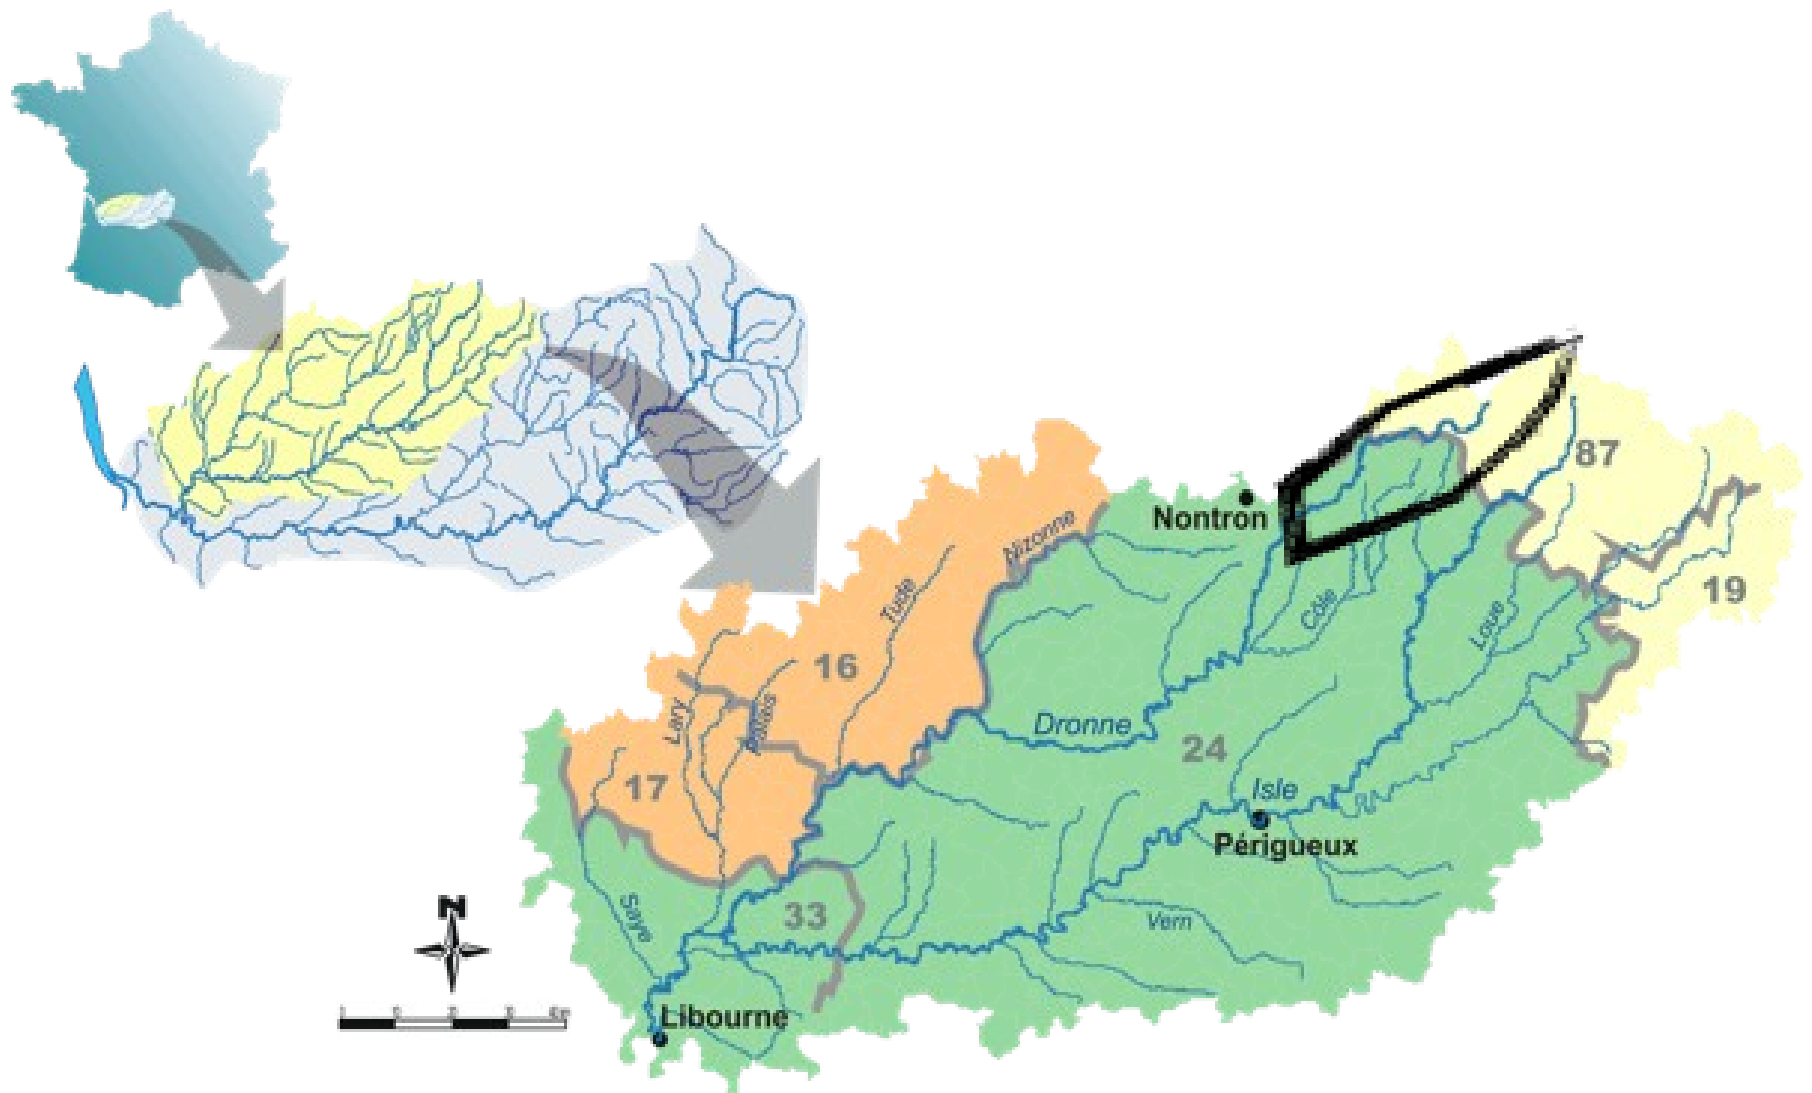 87
Nontron
Nizonne
Tude
Côle
Loue
19
16
Lary
Dronne
24
17
Isle
Périgueux
33
Saye
Vern
N
Libourne